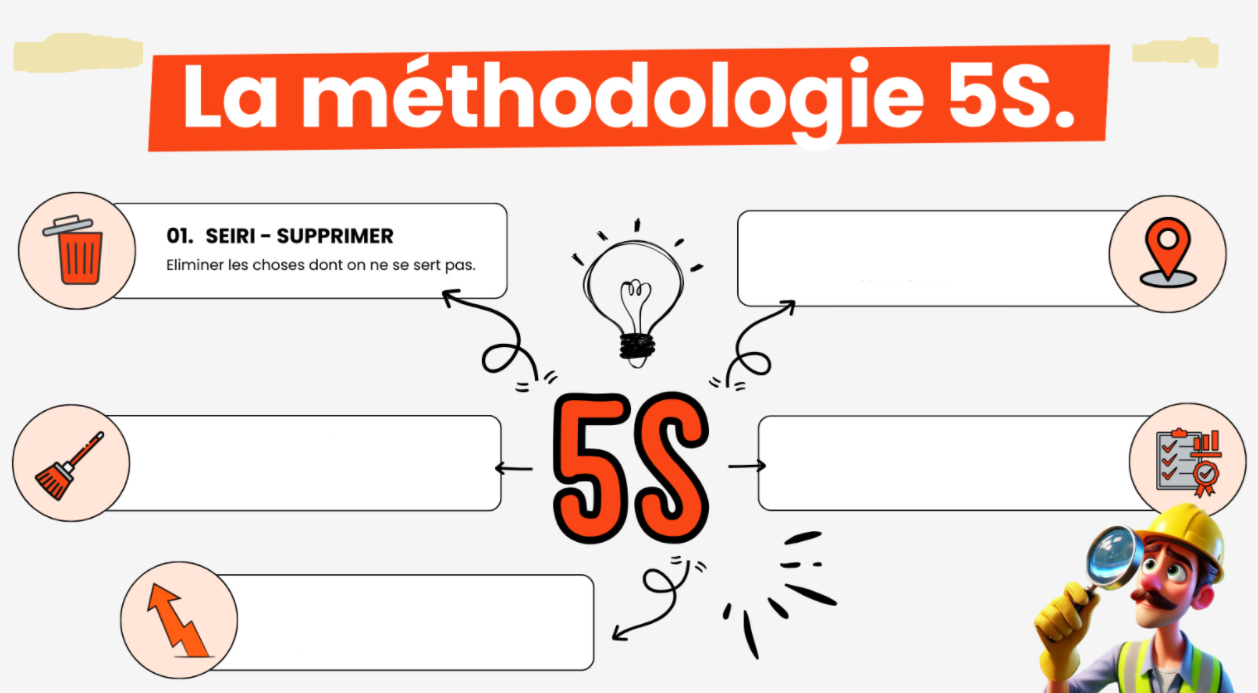 La méthodologie 5S.
01. SEIRI - SUPPRIMER
Eliminer les choses dont on ne se sert pas.
5S